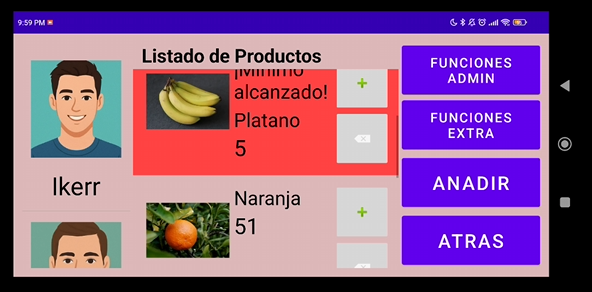 9:59 PM
Listado de Productos
¡Mínimo
alcanzado!
Platano
5
Naranja
51
Ikerr
+
+
FUNCIONES
ADMIN
FUNCIONES
EXTRA
ANADIR
ATRAS